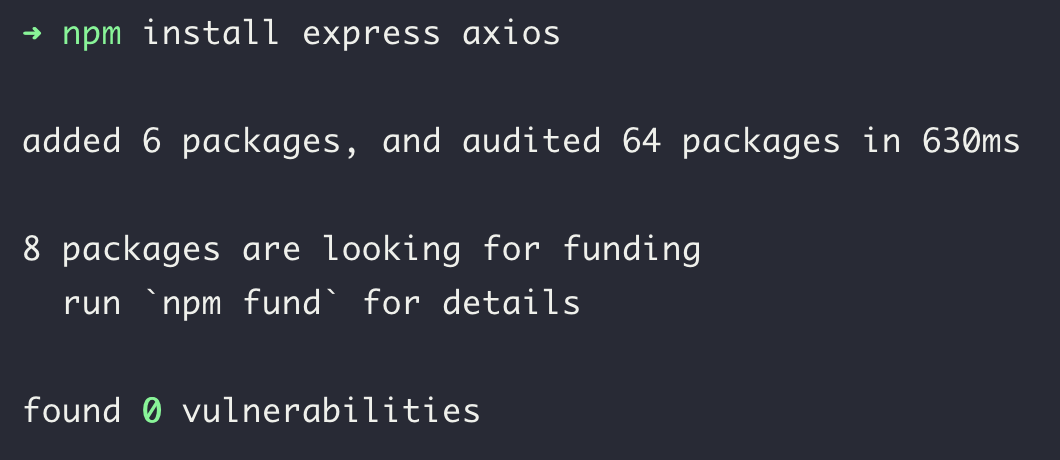 ➜ npm install express axios
added 6 packages, and audited 64 packages in 630ms
8 packages are looking for funding
run `npm fund` for details
found 0 vulnerabilities